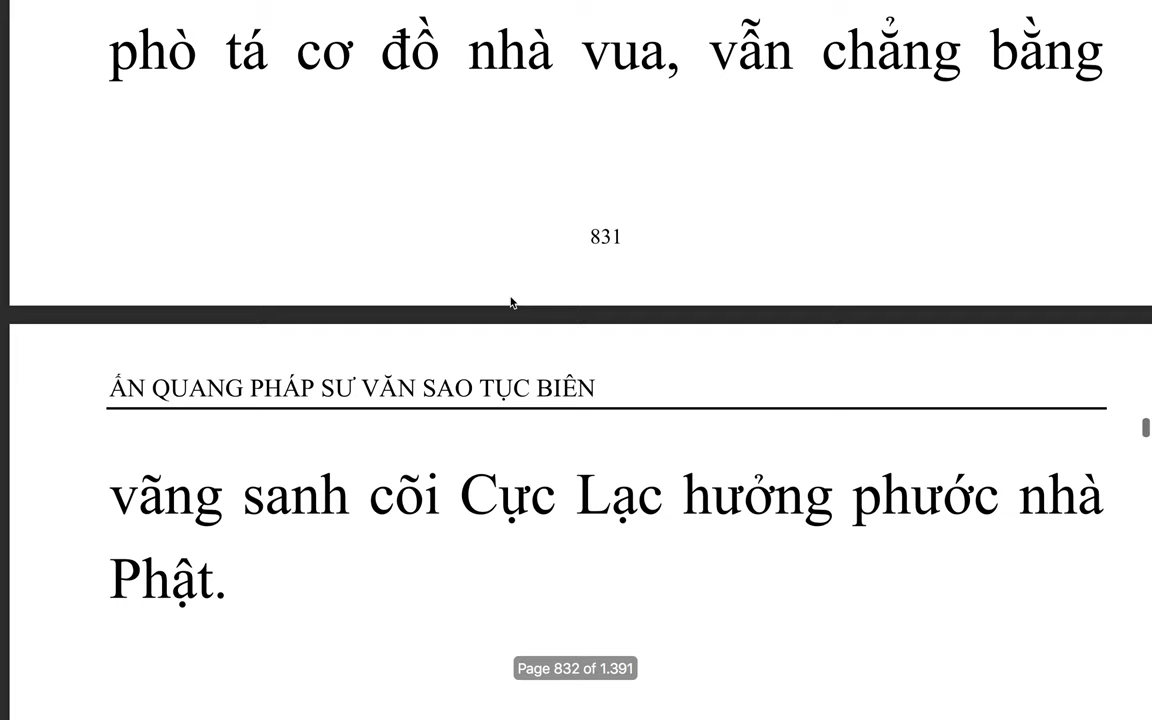 phò tá cơ đồ nhà vua, vẫn chẳng bằng
831
ẤN QUANG PHÁP SƯ VĂN SAO TỤC BIÊN
vãng sanh cõi Cực Lạc hưởng phước nhà
Phật.
Page 832 of 1.391